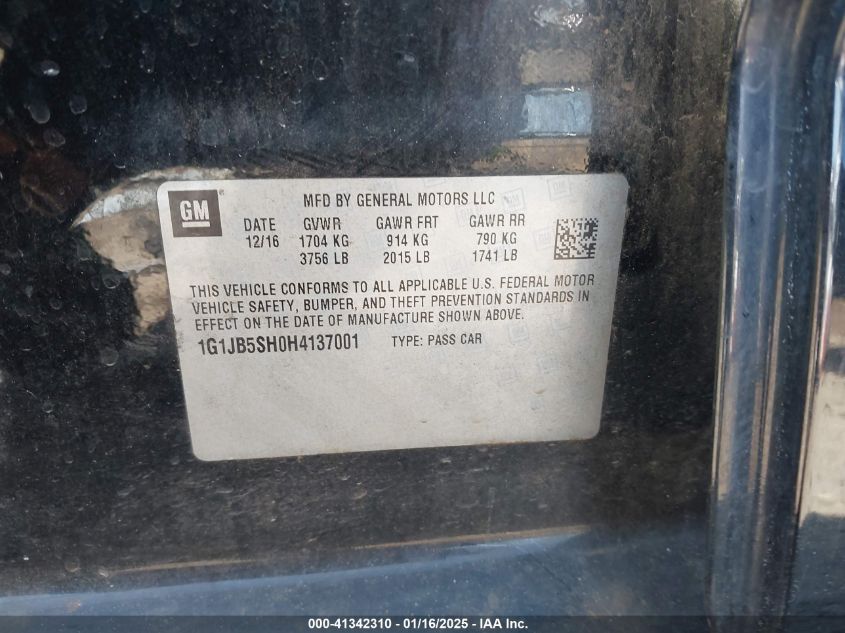 GM
MFD BY GENERAL MOTORS LLC
DATE GVWR GAWR FRT GAWR RR
12/16 1704 KG 914 KG 790 KG
3756 LB 2015 LB 1741 LB
THIS VEHICLE CONFORMS TO ALL APPLICABLE U.S. FEDERAL MOTOR
VEHICLE SAFETY, BUMPER, AND THEFT PREVENTION STANDARDS IN
EFFECT ON THE DATE OF MANUFACTURE SHOWN ABOVE.
1G1JB5SH0H4137001 TYPE: PASS CAR
000-41342310 - 01/16/2025 - IAA Inc.